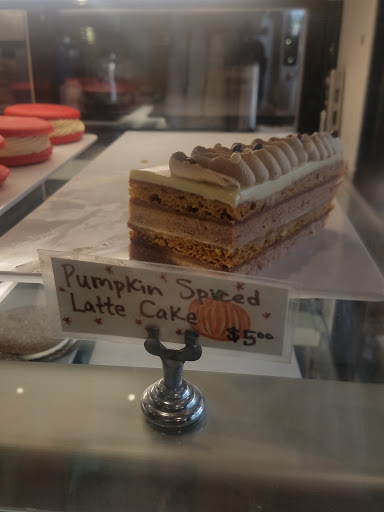 Pumpkin Spiced
Latte Cake
$5.00